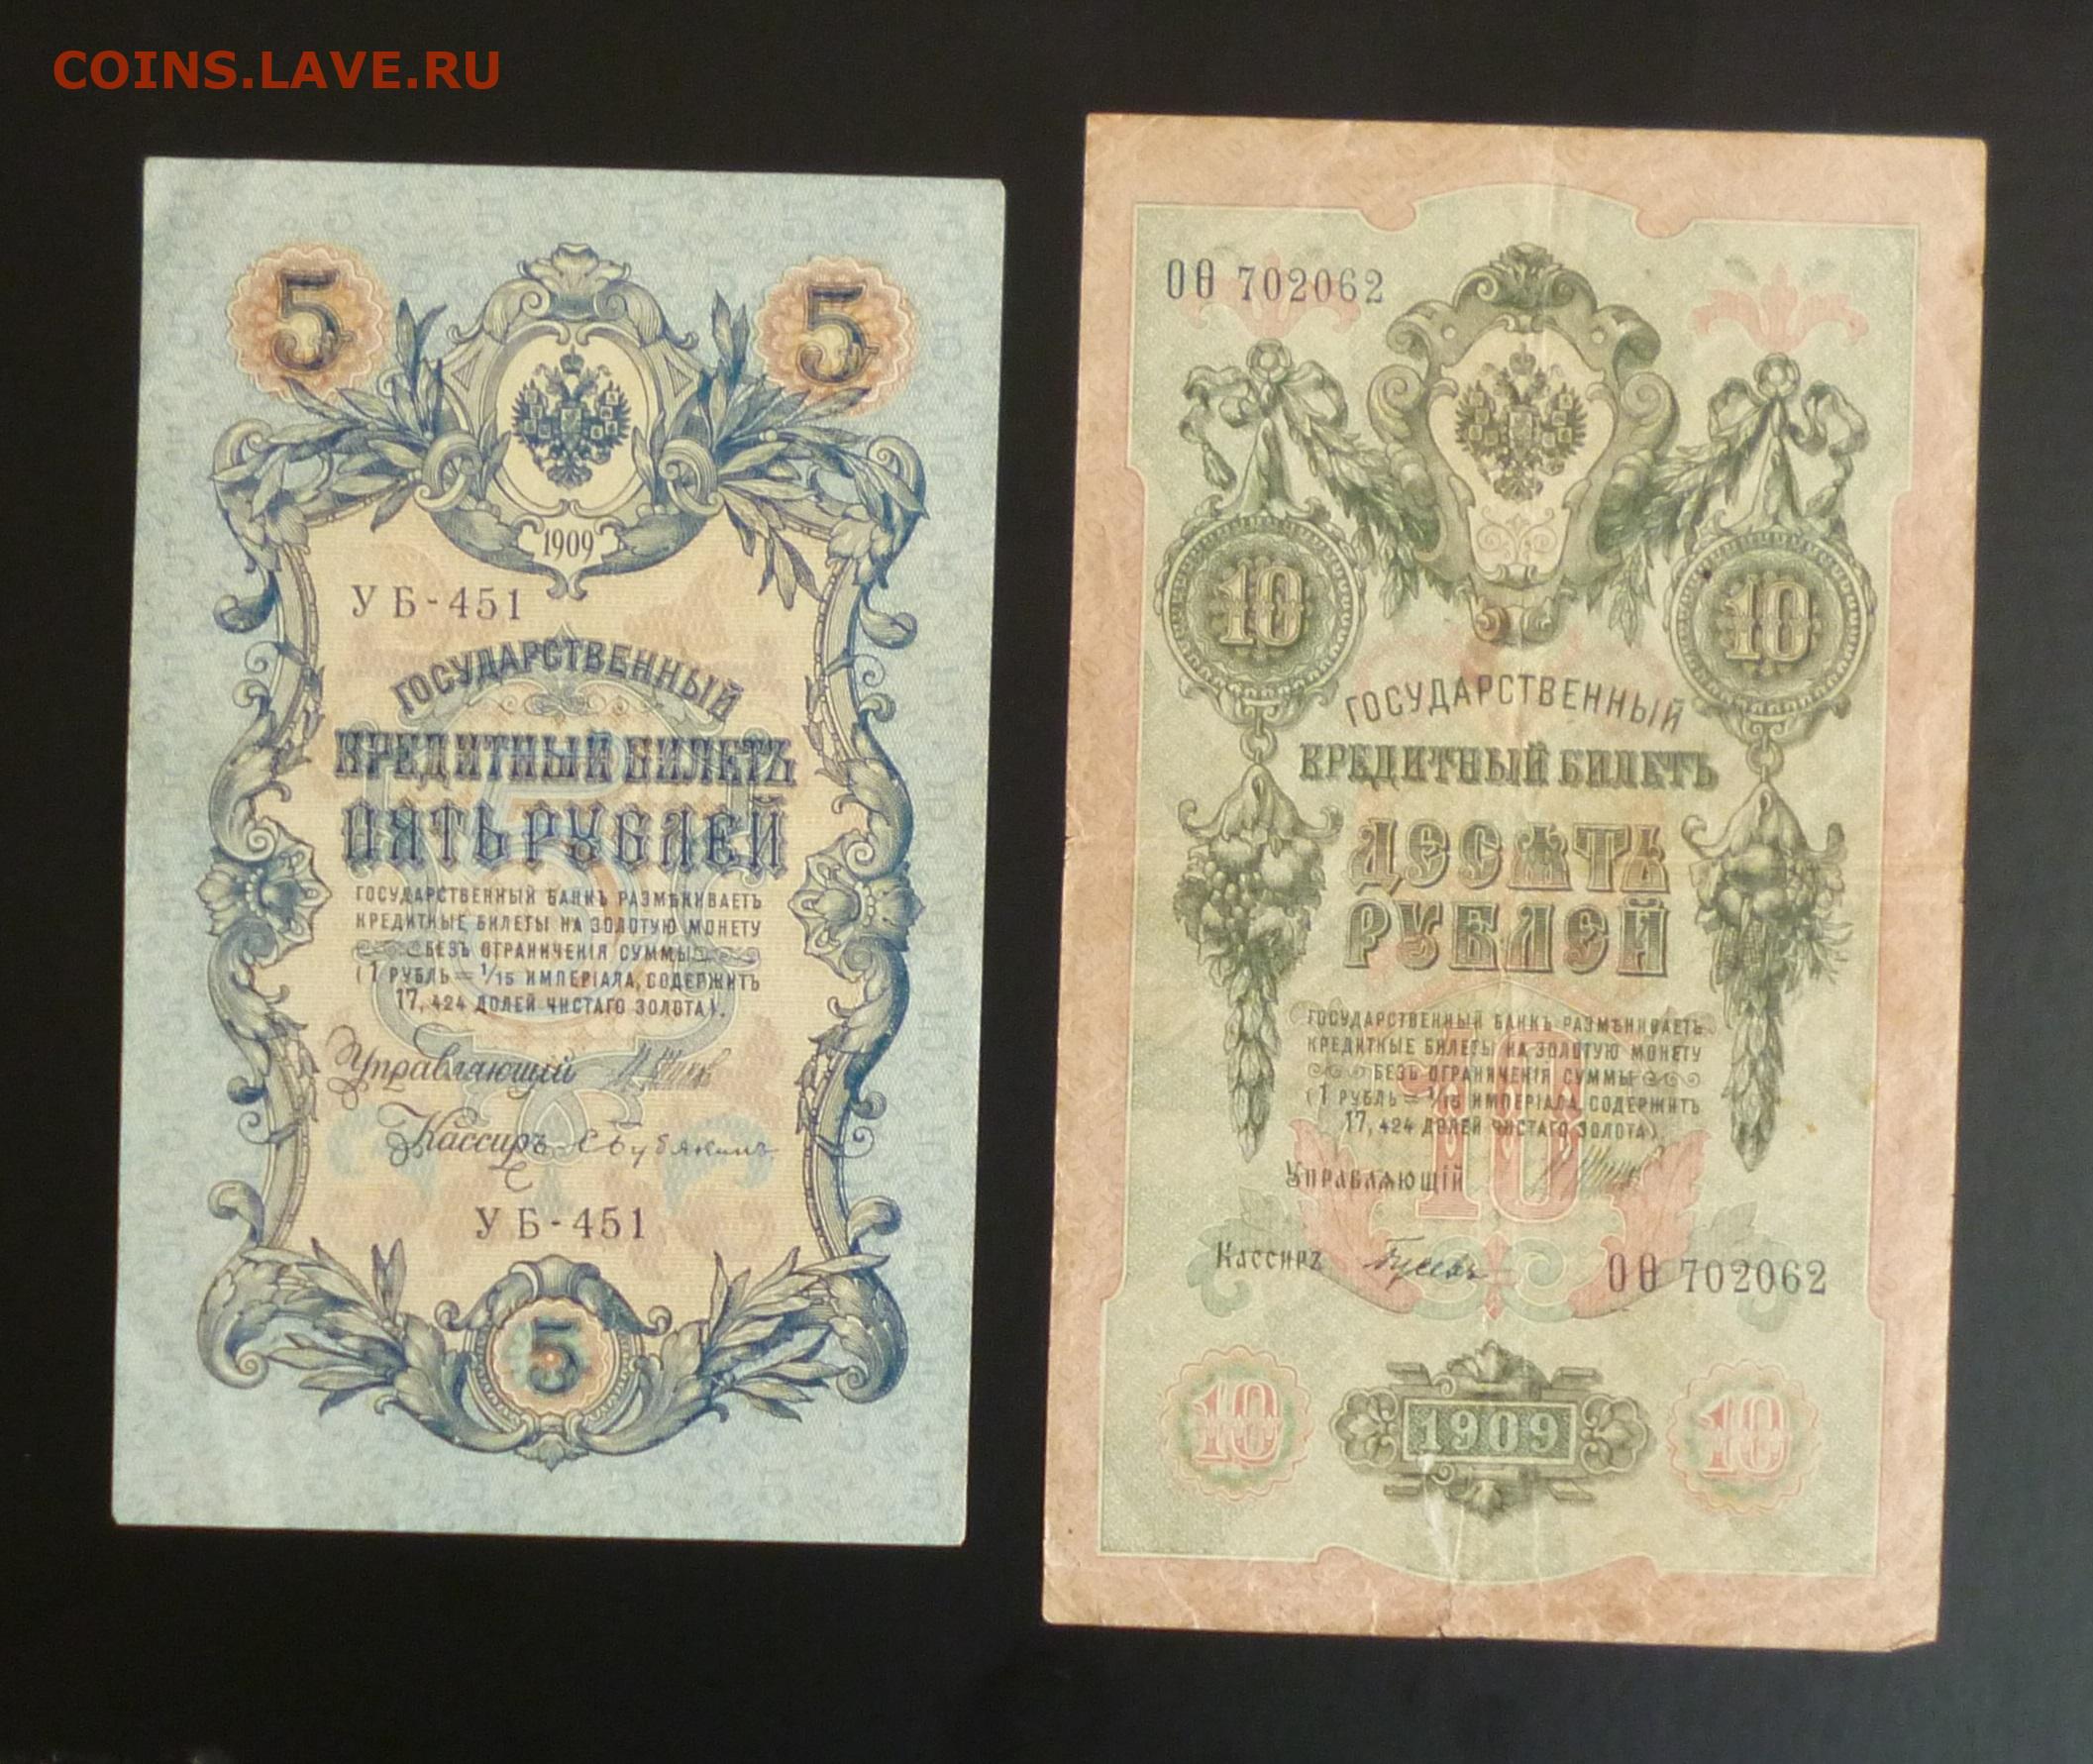 COINS.LAVE.RU
5 5
1909
УБ-451
ГОСУДАРСТВЕННЫЙ
КРЕДИТНЫЙ БИЛЕТЪ
ПЯТЬ РУБЛЕЙ
ГОСУДАРСТВЕННЫЙ БАНКЪ РАЗМѢНИВАЕТЪ
КРЕДИТНЫЕ БИЛЕТЫ НА ЗОЛОТУЮ МОНЕТУ
БЕЗЪ ОГРАНИЧЕНІЯ СУММЫ
(1 РУБЛЬ = 1/15 ИМПЕРІАЛА, СОДЕРЖИТЪ
17,424 ДОЛЕЙ ЧИСТАГО ЗОЛОТА).
Управляющій
Кассиръ
УБ-451
5
ОѲ 702062
10 10
ГОСУДАРСТВЕННЫЙ
КРЕДИТНЫЙ БИЛЕТЪ
ДЕСЯТЬ
РУБЛЕЙ
ГОСУДАРСТВЕННЫЙ БАНКЪ РАЗМѢНИВАЕТЪ
КРЕДИТНЫЕ БИЛЕТЫ НА ЗОЛОТУЮ МОНЕТУ
БЕЗЪ ОГРАНИЧЕНІЯ СУММЫ
(1 РУБЛЬ = 1/15 ИМПЕРІАЛА, СОДЕРЖИТЪ
17,424 ДОЛЕЙ ЧИСТАГО ЗОЛОТА).
10
УПРАВЛЯЮЩІЙ
Кассиръ
ОѲ 702062
10 1909 10